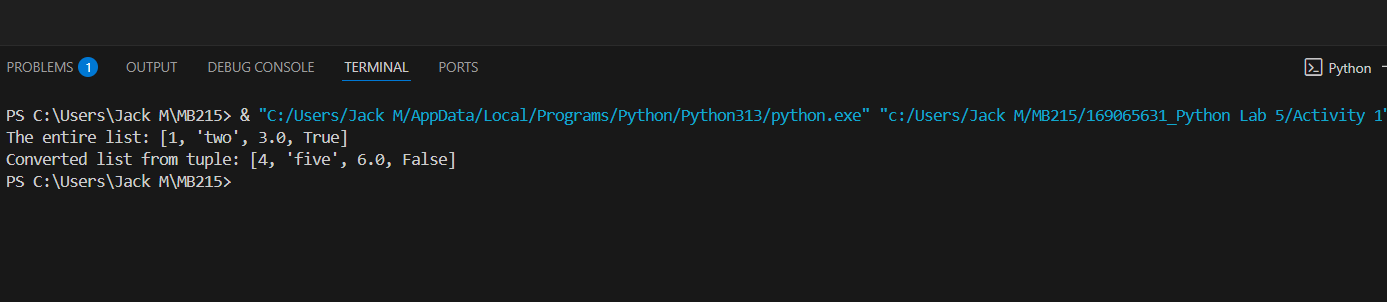 PROBLEMS 1 OUTPUT DEBUG CONSOLE TERMINAL PORTS Python
PS C:\Users\Jack M\MB215> & "C:/Users/Jack M/AppData/Local/Programs/Python/Python313/python.exe" "c:/Users/Jack M/MB215/169065631_Python Lab 5/Activity 1"
The entire list: [1, 'two', 3.0, True]
Converted list from tuple: [4, 'five', 6.0, False]
PS C:\Users\Jack M\MB215>